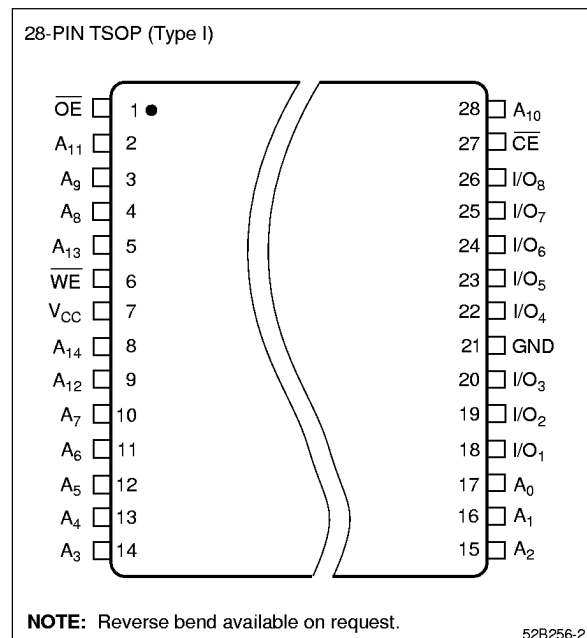 28-PIN TSOP (Type I)
OE 1 28 A10
A11 2 27 CE
A9 3 26 I/O8
A8 4 25 I/O7
A13 5 24 I/O6
WE 6 23 I/O5
VCC 7 22 I/O4
A14 8 21 GND
A12 9 20 I/O3
A7 10 19 I/O2
A6 11 18 I/O1
A5 12 17 A0
A4 13 16 A1
A3 14 15 A2
NOTE: Reverse bend available on request.
52B256-2